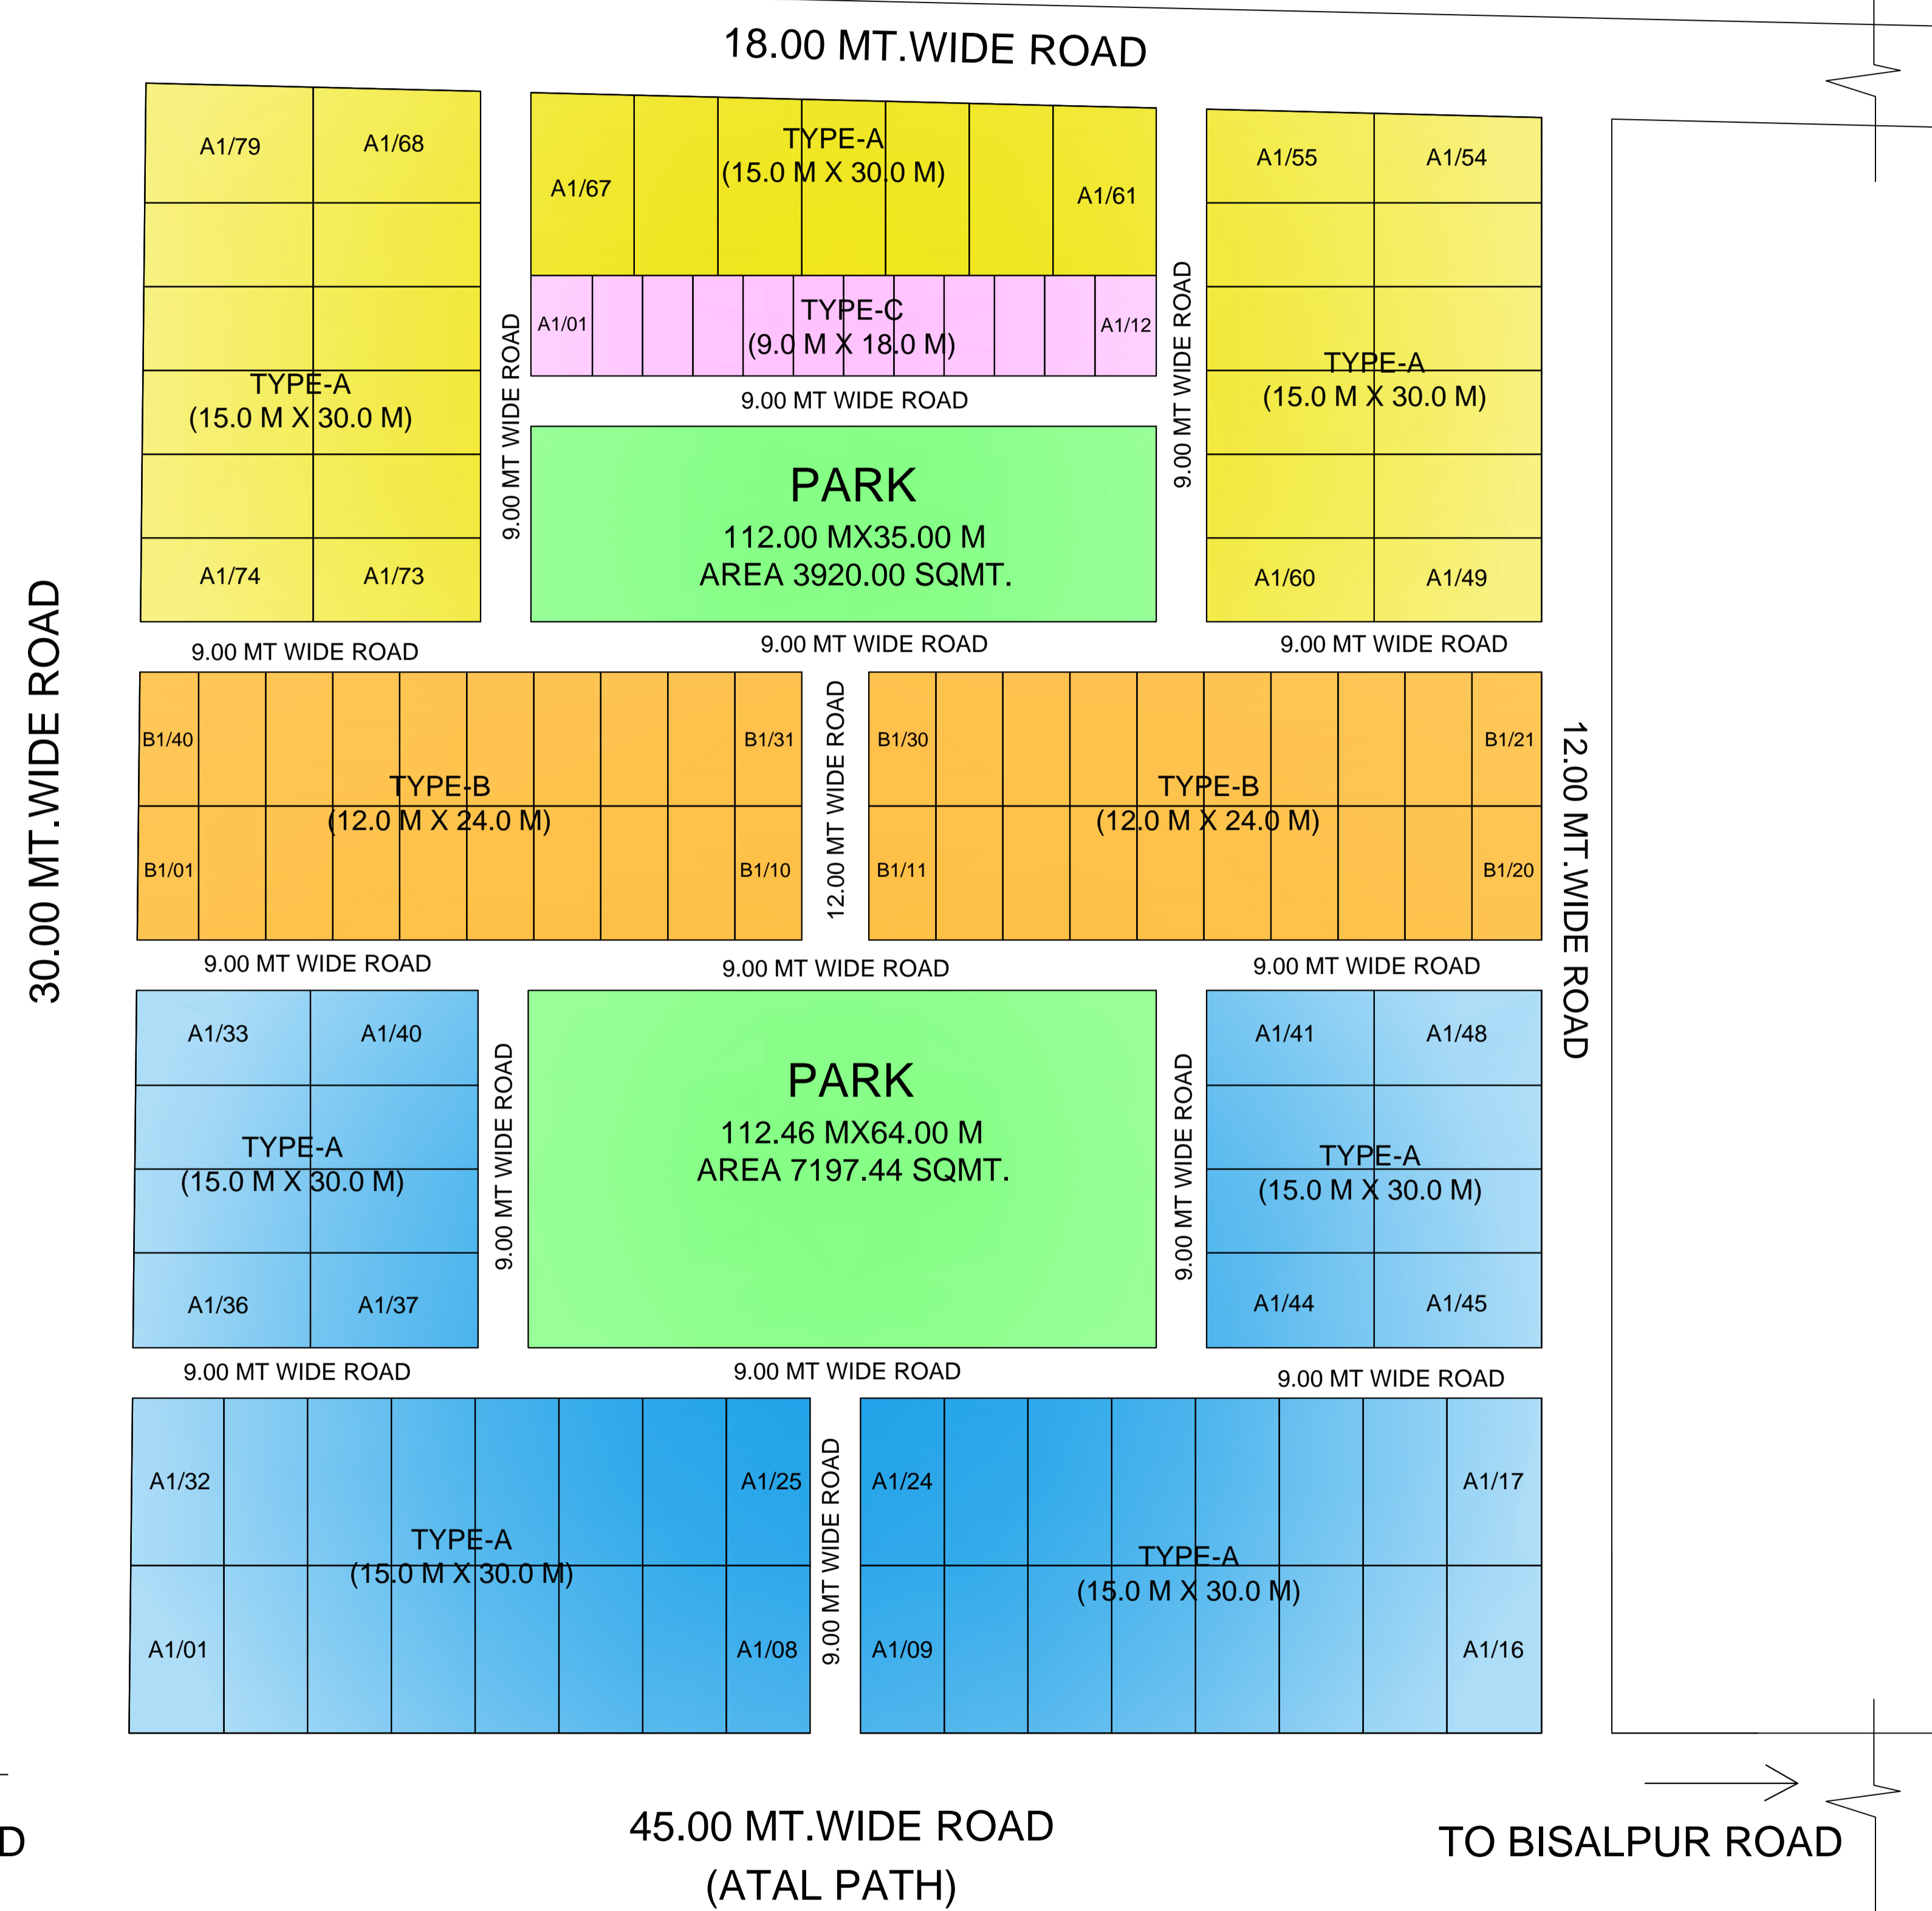 18.00 MT.WIDE ROAD
A1/79
A1/68
A1/67
TYPE-A
(15.0 M X 30.0 M)
A1/61
A1/55
A1/54
A1/01
TYPE-C
(9.0 M X 18.0 M)
A1/12
TYPE-A
(15.0 M X 30.0 M)
9.00 MT WIDE ROAD
9.00 MT WIDE ROAD
9.00 MT WIDE ROAD
TYPE-A
(15.0 M X 30.0 M)
PARK
112.00 MX35.00 M
AREA 3920.00 SQMT.
A1/74
A1/73
A1/60
A1/49
9.00 MT WIDE ROAD
9.00 MT WIDE ROAD
9.00 MT WIDE ROAD
30.00 MT.WIDE ROAD
B1/40
B1/31
12.00 MT WIDE ROAD
B1/30
B1/21
TYPE-B
(12.0 M X 24.0 M)
TYPE-B
(12.0 M X 24.0 M)
B1/01
B1/10
B1/11
B1/20
12.00 MT.WIDE ROAD
9.00 MT WIDE ROAD
9.00 MT WIDE ROAD
9.00 MT WIDE ROAD
A1/33
A1/40
A1/41
A1/48
TYPE-A
(15.0 M X 30.0 M)
9.00 MT WIDE ROAD
PARK
112.46 MX64.00 M
AREA 7197.44 SQMT.
9.00 MT WIDE ROAD
TYPE-A
(15.0 M X 30.0 M)
A1/36
A1/37
A1/44
A1/45
9.00 MT WIDE ROAD
9.00 MT WIDE ROAD
9.00 MT WIDE ROAD
A1/32
A1/25
A1/24
A1/17
TYPE-A
(15.0 M X 30.0 M)
9.00 MT WIDE ROAD
TYPE-A
(15.0 M X 30.0 M)
A1/01
A1/08
A1/09
A1/16
D
45.00 MT.WIDE ROAD
(ATAL PATH)
TO BISALPUR ROAD